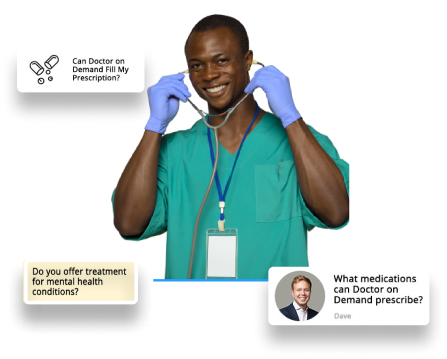 Can Doctor on
Demand Fill My
Prescription?
Do you offer treatment
for mental health
conditions?
What medications
can Doctor on
Demand prescribe?
Dave